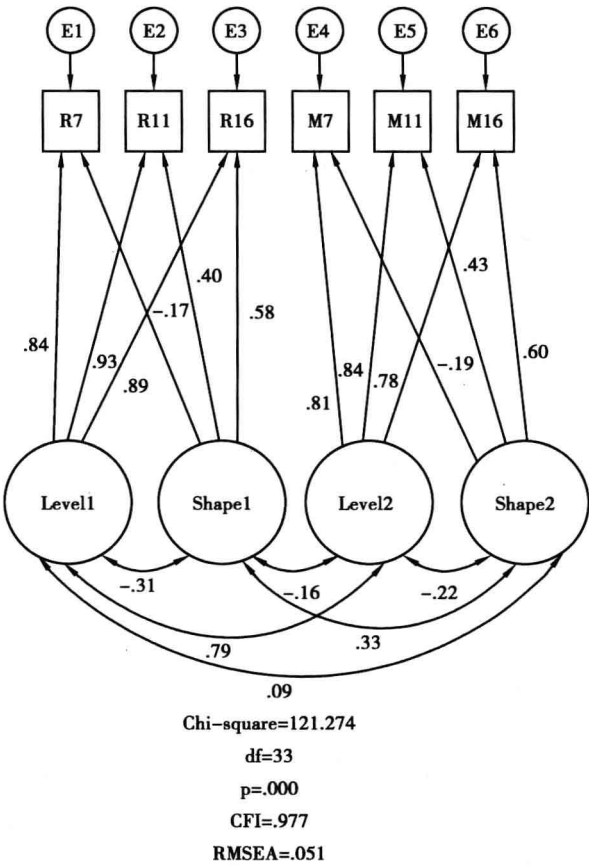 E1 E2 E3 E4 E5 E6
R7 R11 R16 M7 M11 M16
.40 .43
-.17 .58
.84 .93 .89 .84 .78 -.19 .60
.81
Level1 Shape1 Level2 Shape2
-.31 -.16 -.22
.79 .33
.09
Chi-square=121.274
df=33
p=.000
CFI=.977
RMSEA=.051